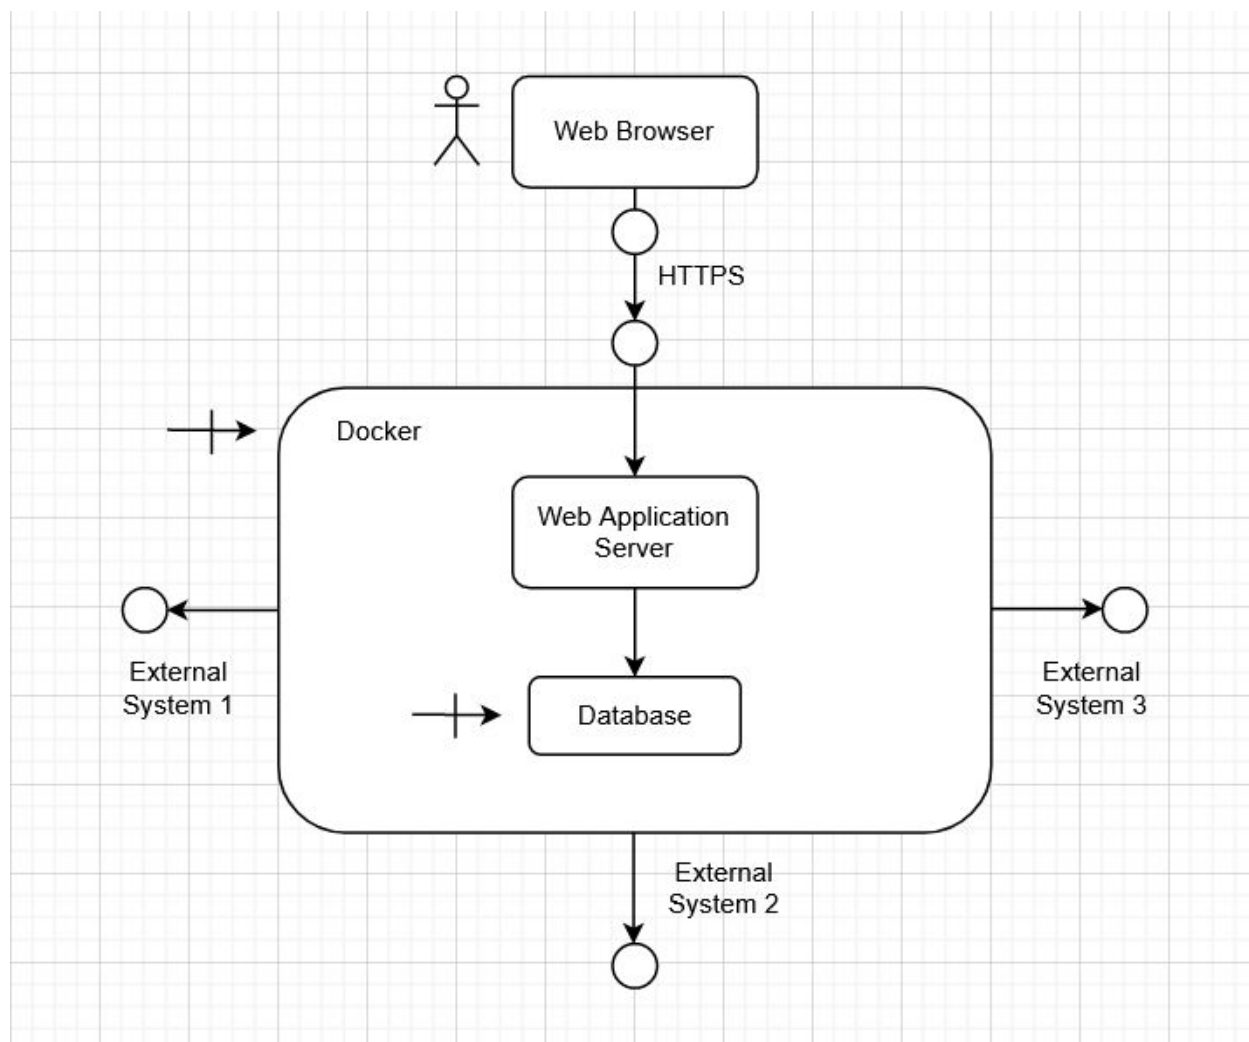 Web Browser
HTTPS
Docker
Web Application
Server
External
System 1
External
System 3
Database
External
System 2